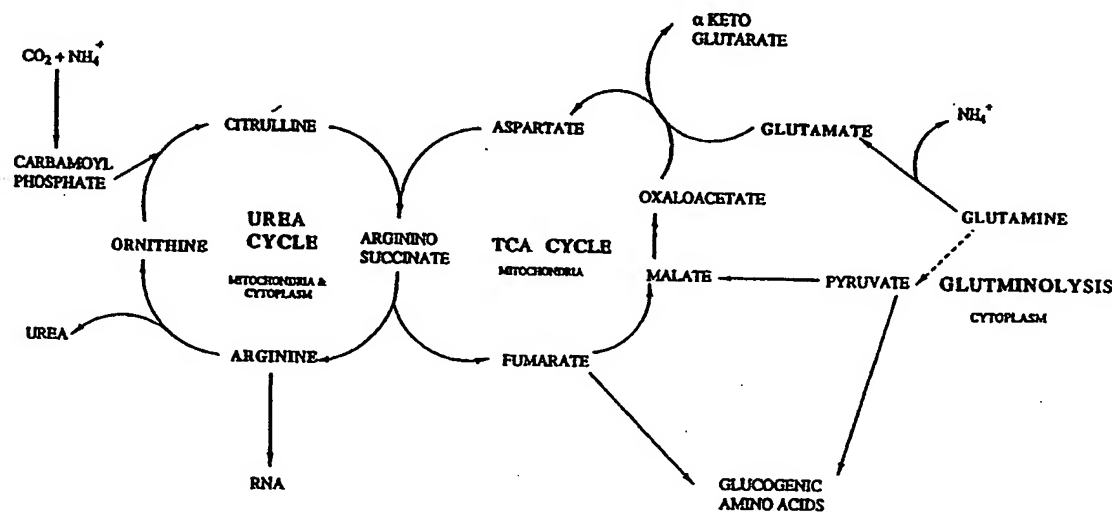 α KETO
GLUTARATE
CO₂ + NH₄⁺
CITRULLINE
ASPARTATE
GLUTAMATE
NH₄⁺
CARBAMOYL
PHOSPHATE
OXALOACETATE
GLUTAMINE
ORNITHINE
UREA
CYCLE
MITOCHONDRIA &
CYTOPLASM
ARGININO
SUCCINATE
TCA CYCLE
MITOCHONDRIA
MALATE
PYRUVATE
GLUTMINOLYSIS
CYTOPLASM
UREA
ARGININE
FUMARATE
RNA
GLUCOGENIC
AMINO ACIDS